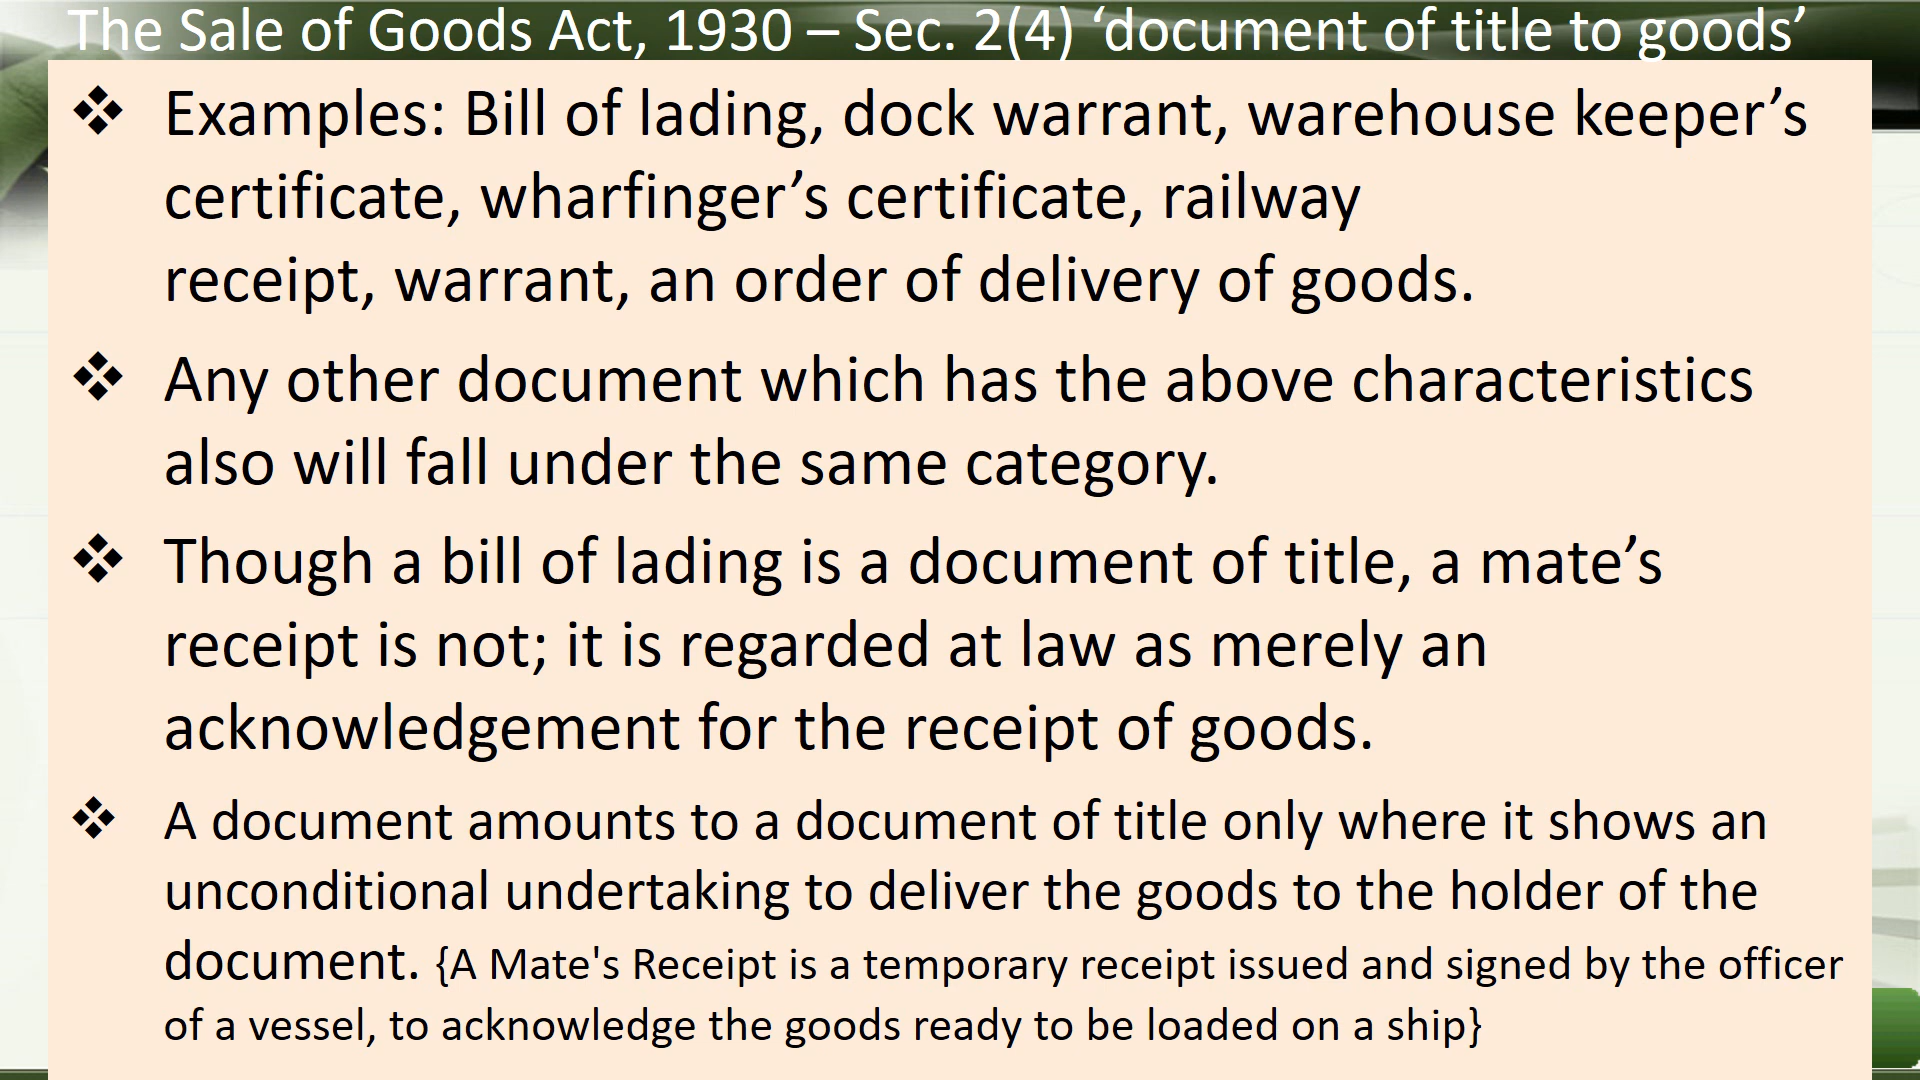 The Sale of Goods Act, 1930 – Sec. 2(4) ‘document of title to goods’
❖ Examples: Bill of lading, dock warrant, warehouse keeper’s
certificate, wharfinger’s certificate, railway
receipt, warrant, an order of delivery of goods.
❖ Any other document which has the above characteristics
also will fall under the same category.
❖ Though a bill of lading is a document of title, a mate’s
receipt is not; it is regarded at law as merely an
acknowledgement for the receipt of goods.
❖ A document amounts to a document of title only where it shows an
unconditional undertaking to deliver the goods to the holder of the
document. {A Mate's Receipt is a temporary receipt issued and signed by the officer
of a vessel, to acknowledge the goods ready to be loaded on a ship}